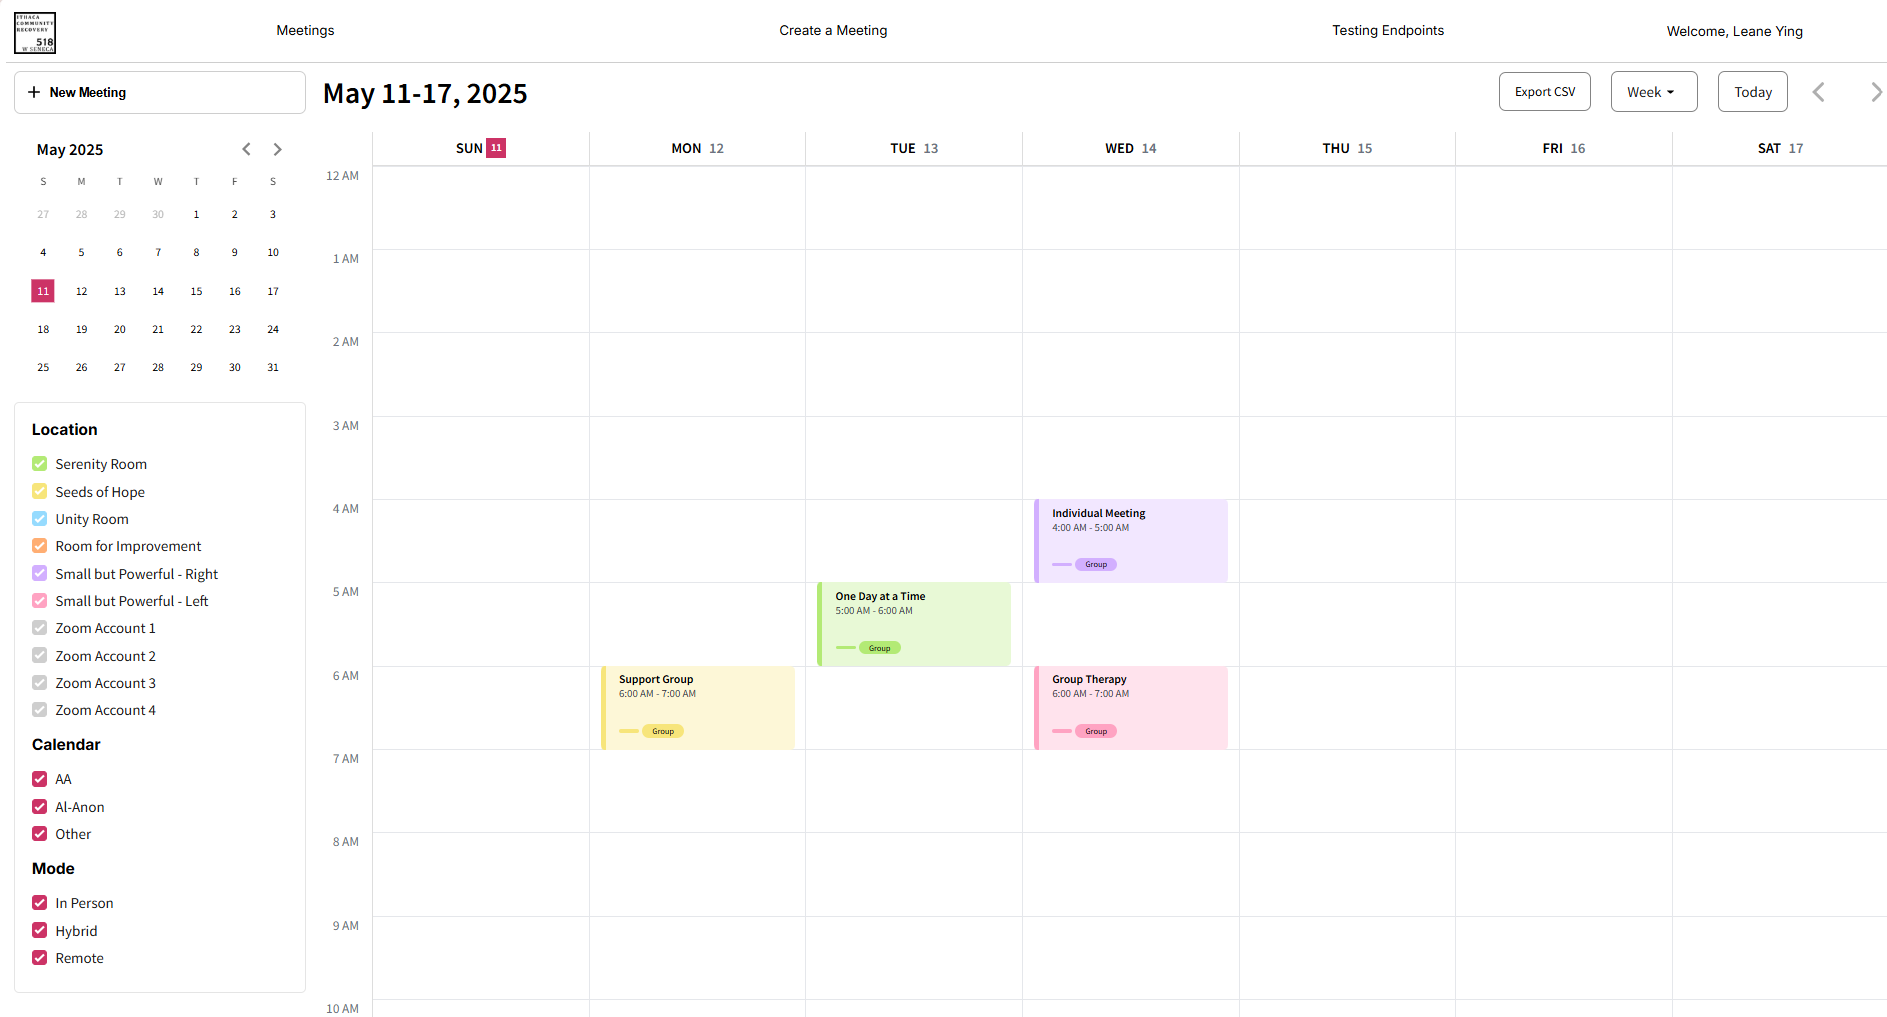 ITHACA
COMMUNITY
RECOVERY
518
W SENECA
Meetings
Create a Meeting
Testing Endpoints
Welcome, Leane Ying
New Meeting
May 11-17, 2025
Export CSV
Week
Today
May 2025
S M T W T F S
27 28 29 30 1 2 3
4 5 6 7 8 9 10
11 12 13 14 15 16 17
18 19 20 21 22 23 24
25 26 27 28 29 30 31
Location
Serenity Room
Seeds of Hope
Unity Room
Room for Improvement
Small but Powerful - Right
Small but Powerful - Left
Zoom Account 1
Zoom Account 2
Zoom Account 3
Zoom Account 4
Calendar
AA
Al-Anon
Other
Mode
In Person
Hybrid
Remote
SUN 11 MON 12 TUE 13 WED 14 THU 15 FRI 16 SAT 17
12 AM
1 AM
2 AM
3 AM
4 AM
Individual Meeting
4:00 AM - 5:00 AM
Group
5 AM
One Day at a Time
5:00 AM - 6:00 AM
Group
6 AM
Support Group
6:00 AM - 7:00 AM
Group
Group Therapy
6:00 AM - 7:00 AM
Group
7 AM
8 AM
9 AM
10 AM